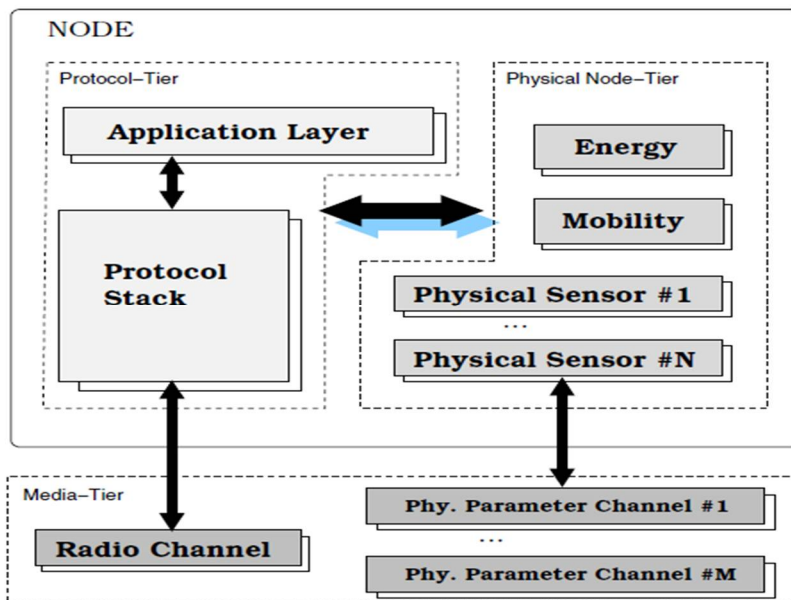 NODE
Protocol–Tier
Application Layer
Protocol
Stack
Physical Node–Tier
Energy
Mobility
Physical Sensor #1
...
Physical Sensor #N
Media–Tier
Radio Channel
Phy. Parameter Channel #1
...
Phy. Parameter Channel #M